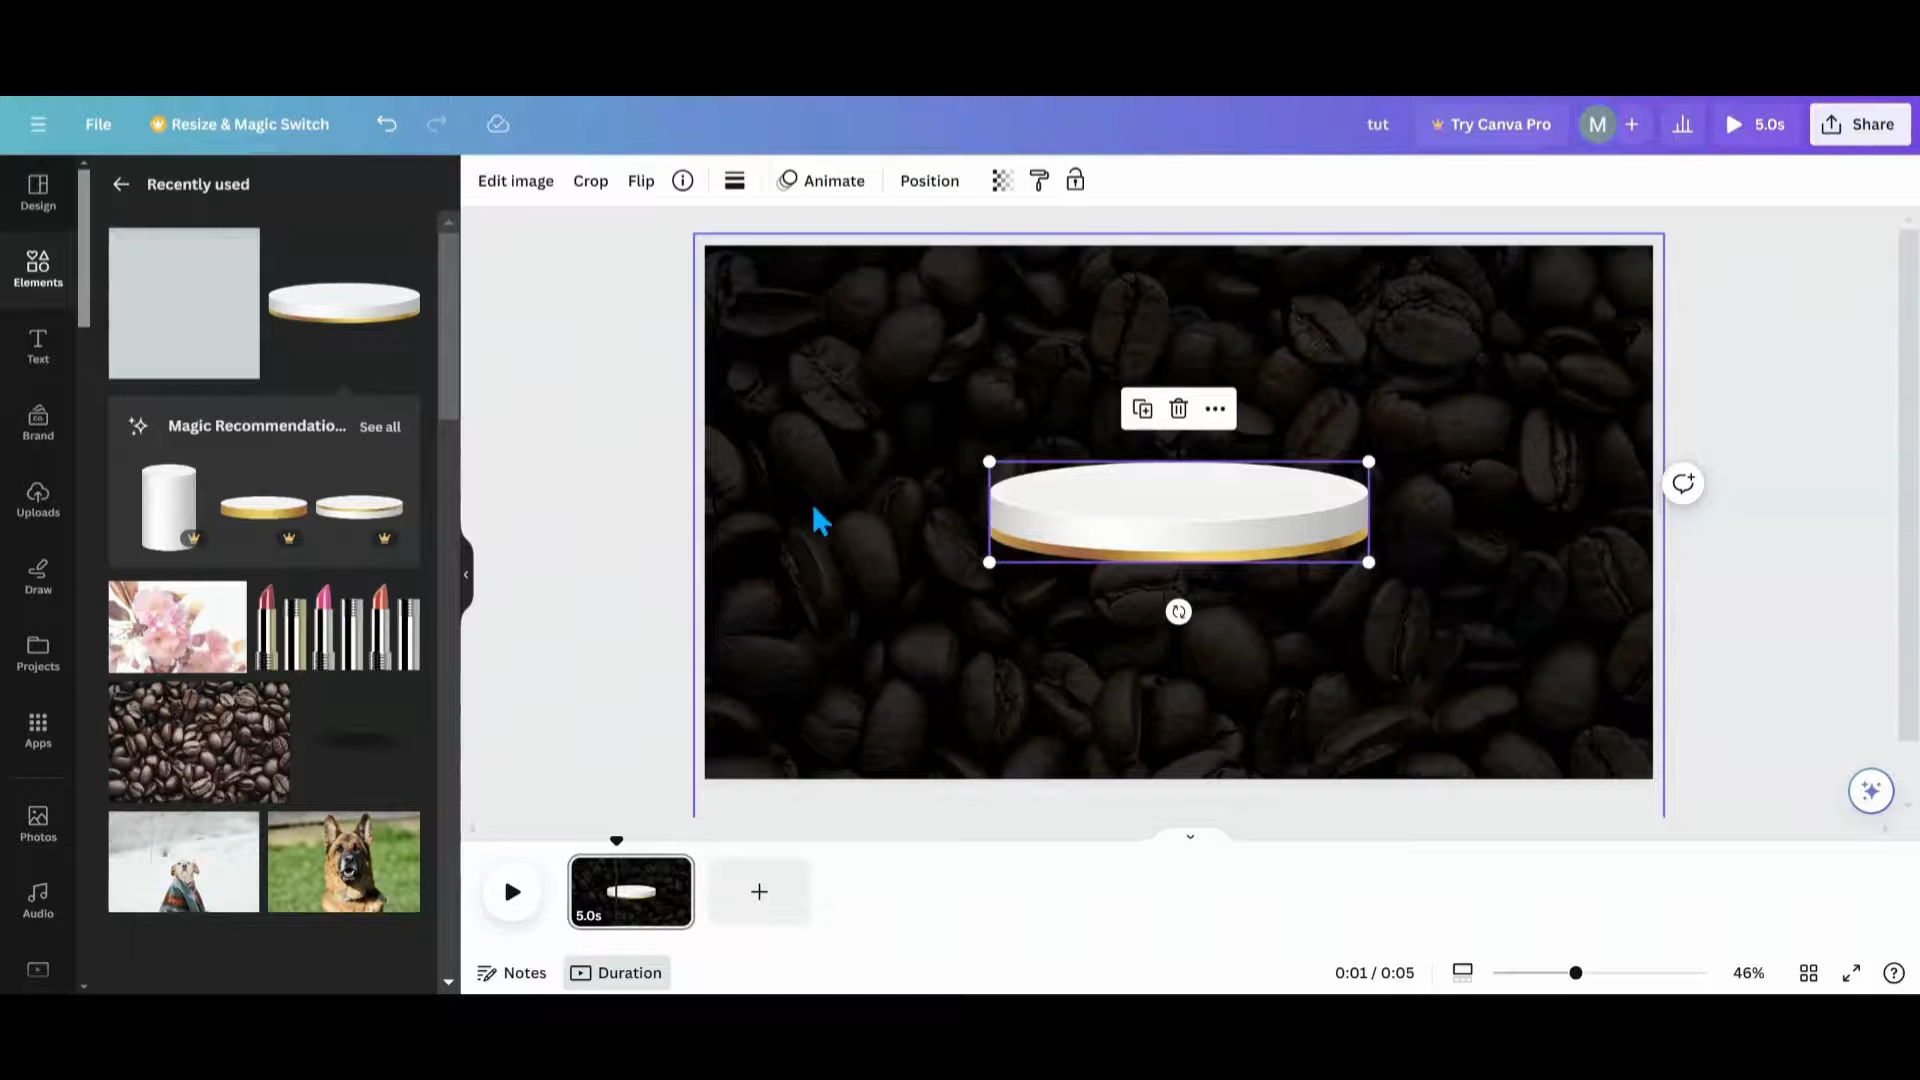 File
Resize & Magic Switch
tut
Try Canva Pro
M
5.0s
Share
Design
Elements
Text
Brand
Uploads
Draw
Projects
Apps
Photos
Audio
Recently used
Magic Recommendatio...
See all
Edit image
Crop
Flip
Animate
Position
5.0s
Notes
Duration
0:01 / 0:05
46%